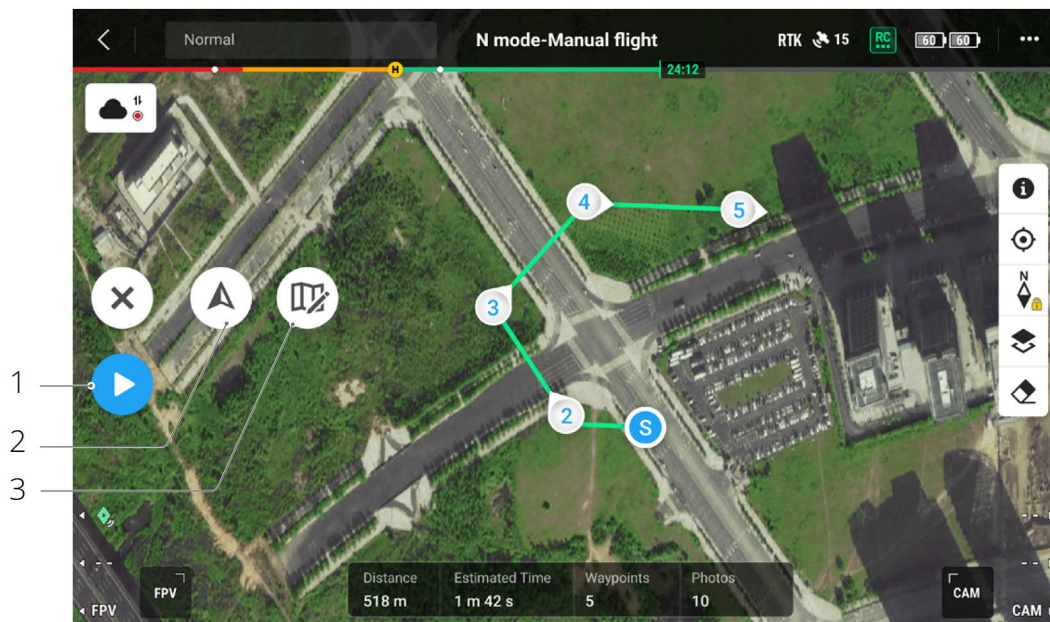 Normal
N mode-Manual flight
RTK
15
RC
60 60
H
24:12
4
5
N
3
1
2
S
2
3
Distance
Estimated Time
Waypoints
Photos
518 m
1 m 42 s
5
10
FPV
CAM
FPV
CAM